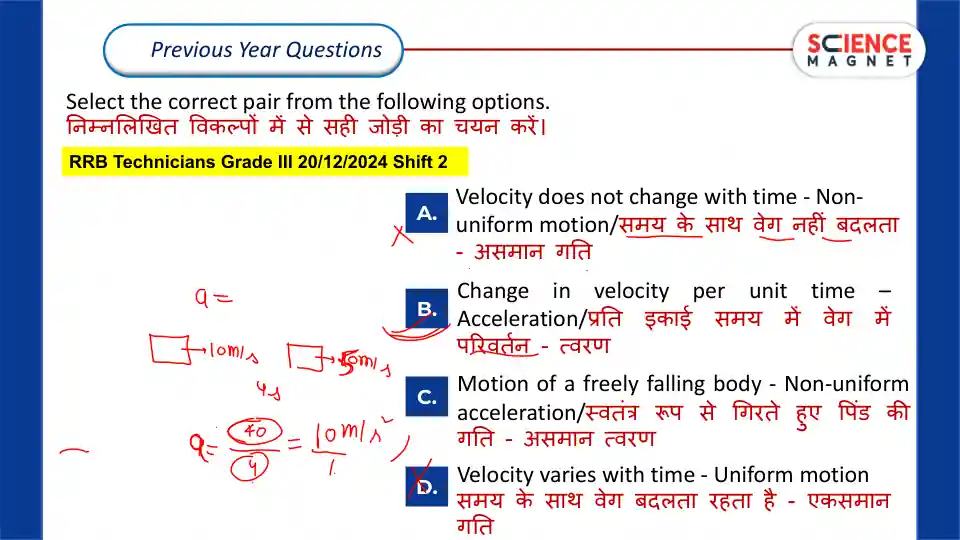 Previous Year Questions
SCIENCE
MAGNET
Select the correct pair from the following options.
निम्नलिखित विकल्पों में से सही जोड़ी का चयन करें।
RRB Technicians Grade III 20/12/2024 Shift 2
A.
Velocity does not change with time - Non-
uniform motion/समय के साथ वेग नहीं बदलता
- असमान गति
B.
Change in velocity per unit time –
Acceleration/प्रति इकाई समय में वेग में
परिवर्तन - त्वरण
C.
Motion of a freely falling body - Non-uniform
acceleration/स्वतंत्र रूप से गिरते हुए पिंड की
गति - असमान त्वरण
D.
Velocity varies with time - Uniform motion
समय के साथ वेग बदलता रहता है - एकसमान
गति
a =
10m/s
4s
a = 40/4 = 10m/s²/1